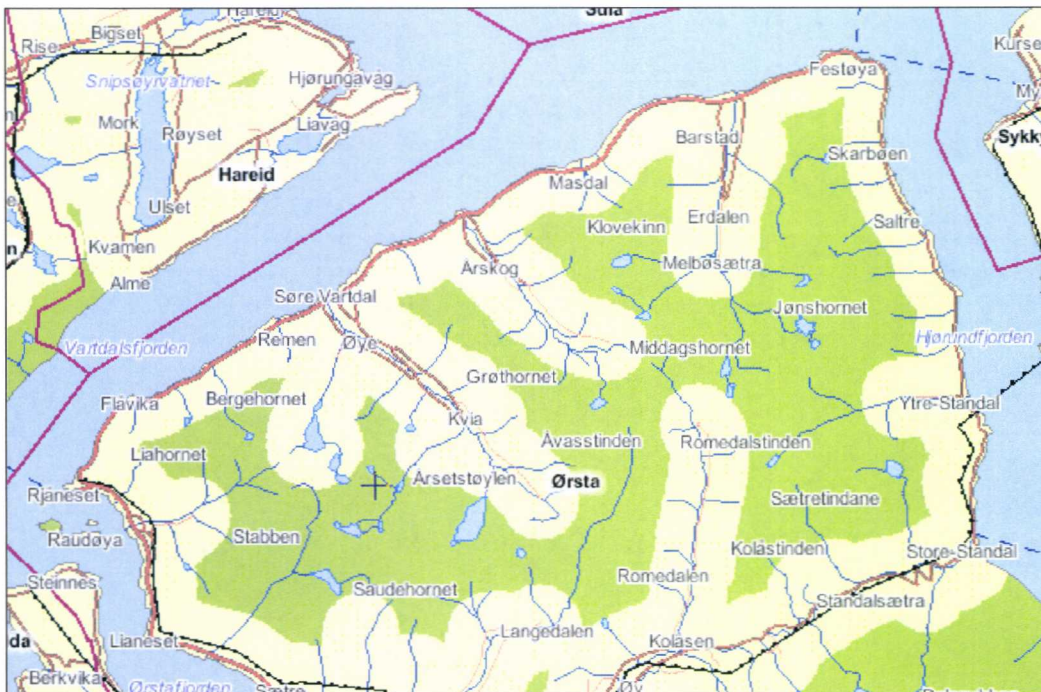 Sula
Bigset
Hareid
Rise
Snipsøyrvatnet
Hjørungavåg
Festøya
Mork
Røyset
Liavåg
Barstad
Skarbøen
Hareid
Masdal
Ulset
Klovekinn
Erdalen
Saltre
Kvamen
Alme
Årskog
Melbøsætra
Søre Vartdal
Jønshornet
Vartdalsfjorden
Remen
Øye
Middagshornet
Hjørundfjorden
Flåvika
Bergehornet
Grøthornet
Kvia
Ytre-Standal
Liahornet
Åvasstinden
Romedalstinden
Årsetstøylen
Ørsta
Rjåneset
Sætretindane
Raudøya
Stabben
Kolåstinden
Store-Standal
Steinnes
Saudehornet
Romedalen
Standalsætra
Lianeset
Langedalen
Kolåsen
Berkvika
Ørstafjorden
Sætre